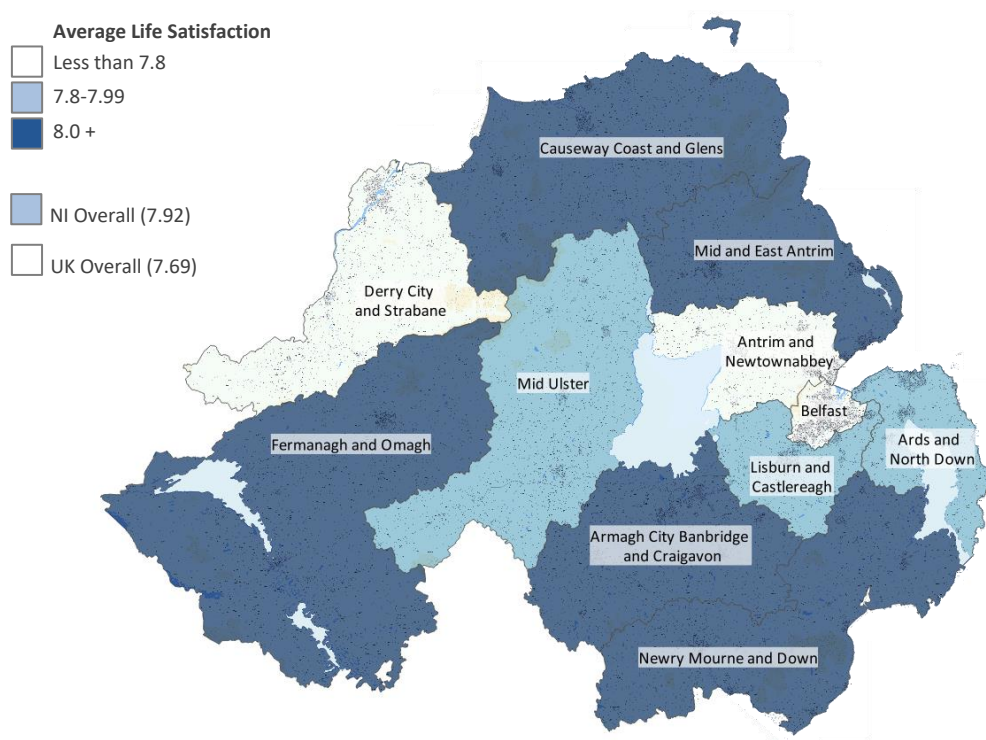 Average Life Satisfaction
Less than 7.8
7.8-7.99
8.0 +
NI Overall (7.92)
UK Overall (7.69)
Causeway Coast and Glens
Mid and East Antrim
Derry City
and Strabane
Antrim and
Newtownabbey
Mid Ulster
Belfast
Fermanagh and Omagh
Ards and
North Down
Lisburn and
Castlereagh
Armagh City Banbridge
and Craigavon
Newry Mourne and Down